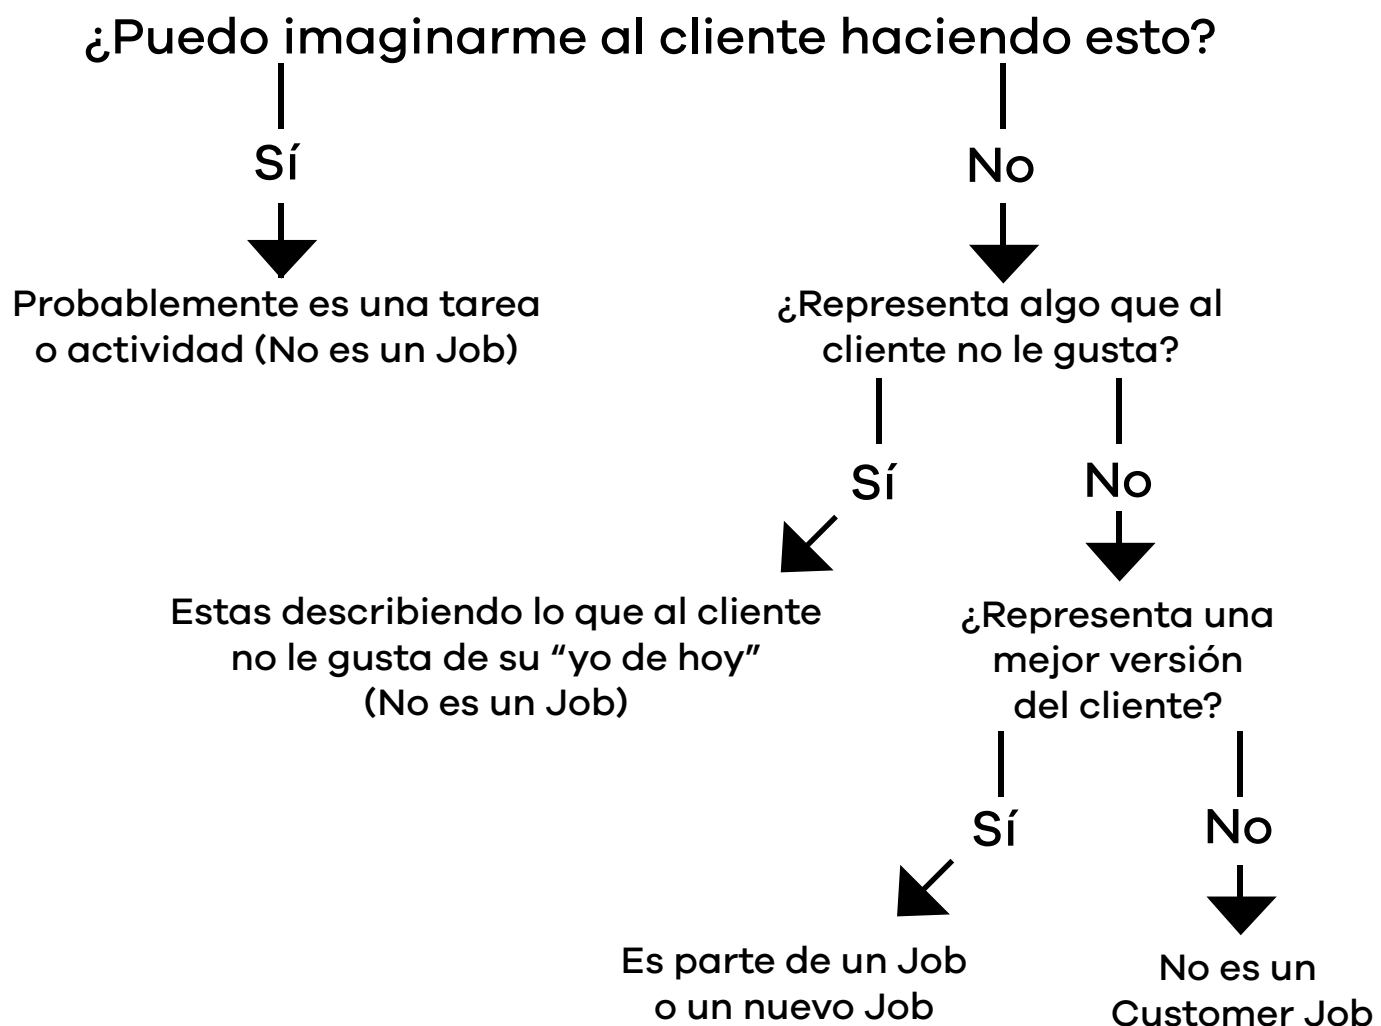 ¿Puedo imaginarme al cliente haciendo esto?
Sí
No
Probablemente es una tarea
o actividad (No es un Job)
¿Representa algo que al
cliente no le gusta?
Sí
No
Estas describiendo lo que al cliente
no le gusta de su “yo de hoy”
(No es un Job)
¿Representa una
mejor versión
del cliente?
Sí
No
Es parte de un Job
o un nuevo Job
No es un
Customer Job